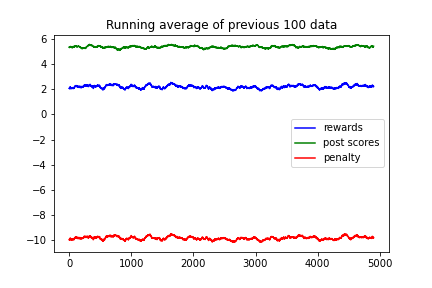 Running average of previous 100 data
6
4
2
0
−2
−4
−6
−8
−10
rewards
post scores
penalty
0 1000 2000 3000 4000 5000